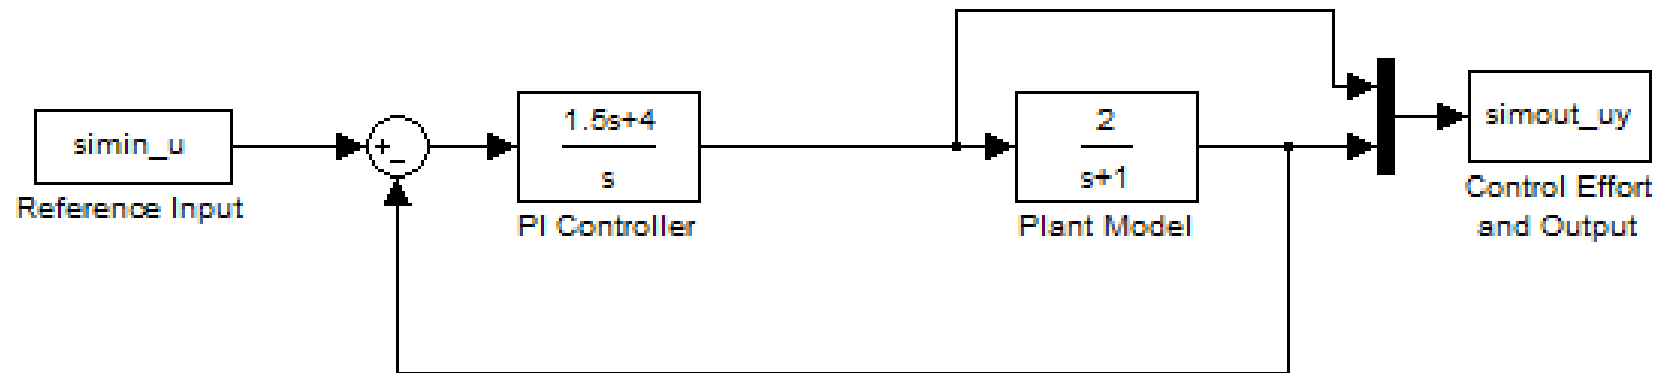 simin_u
Reference Input
+
−
1.5s+4
s
PI Controller
2
s+1
Plant Model
simout_uy
Control Effort
and Output